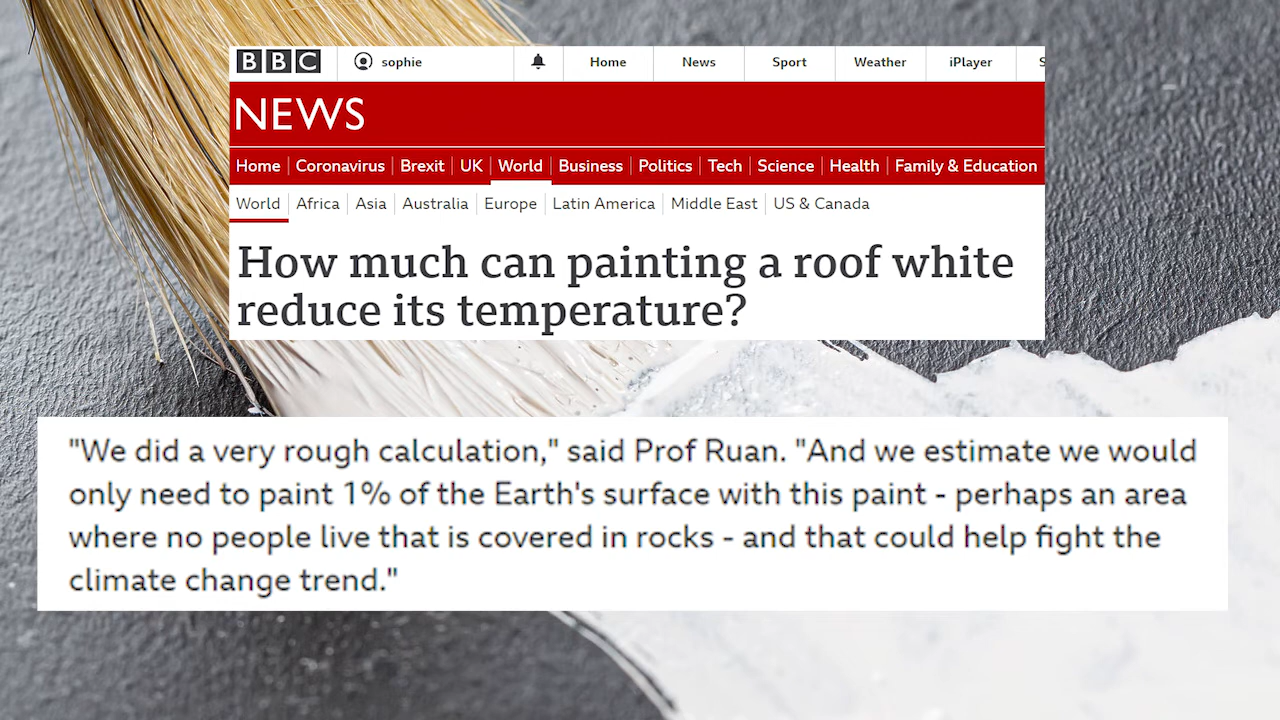 BBC sophie Home News Sport Weather iPlayer S
NEWS
Home Coronavirus Brexit UK World Business Politics Tech Science Health Family & Education
World Africa Asia Australia Europe Latin America Middle East US & Canada
How much can painting a roof white
reduce its temperature?
"We did a very rough calculation," said Prof Ruan. "And we estimate we would
only need to paint 1% of the Earth's surface with this paint - perhaps an area
where no people live that is covered in rocks - and that could help fight the
climate change trend."